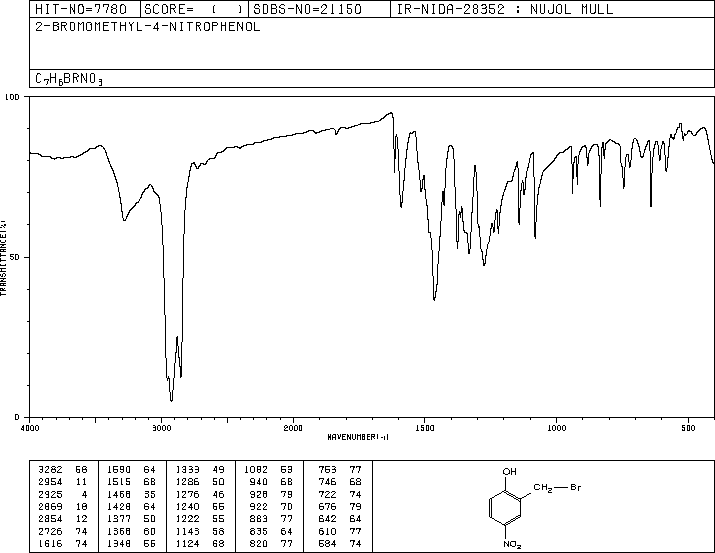 HIT-NO=7780 SCORE= ( ) SDBS-NO=21150 IR-NIDA-28352 : NUJOL MULL
2-BROMOMETHYL-4-NITROPHENOL
C7H6BRNO3
100
50
0
TRANSMITTANCE(%)
4000 3000 2000 1500 1000 500
WAVENUMBER(-1)
3282 58 1590 64 1333 49 1082 53 753 77
2954 11 1515 68 1286 50 940 68 746 68
2925 4 1468 35 1276 46 928 79 722 74
2869 18 1428 64 1240 55 922 70 676 79
2854 12 1377 50 1222 55 883 77 642 64
2726 74 1368 60 1143 58 835 64 610 77
1616 74 1348 55 1124 68 820 77 584 74
OH
CH2 Br
NO2